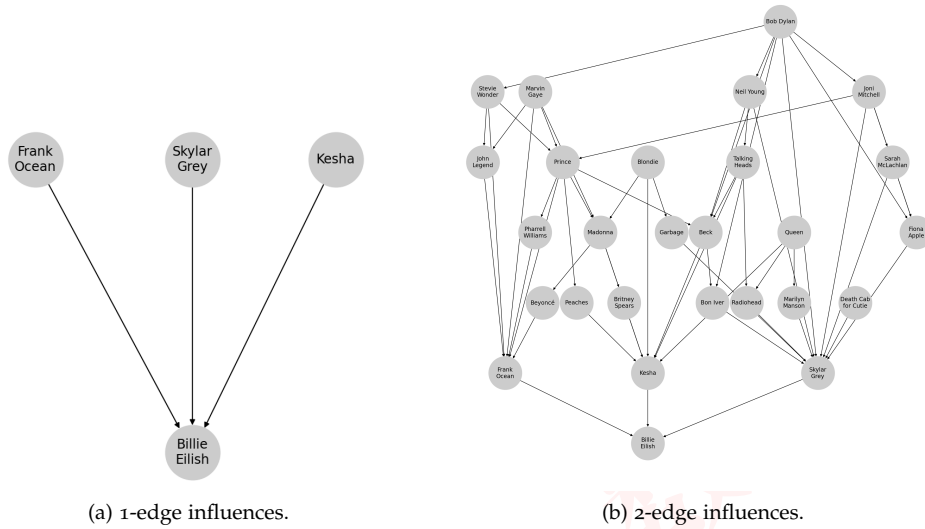 Frank
Ocean
Skylar
Grey
Kesha
Billie
Eilish
(a) 1-edge influences.
Bob Dylan
Stevie
Wonder
Marvin
Gaye
Neil Young
Joni
Mitchell
John
Legend
Prince
Blondie
Talking
Heads
Sarah
McLachlan
Pharrell
Williams
Madonna
Garbage
Beck
Queen
Fiona
Apple
Beyoncé
Peaches
Britney
Spears
Bon Iver
Radiohead
Marilyn
Manson
Death Cab
for Cutie
Frank
Ocean
Kesha
Skylar
Grey
Billie
Eilish
(b) 2-edge influences.